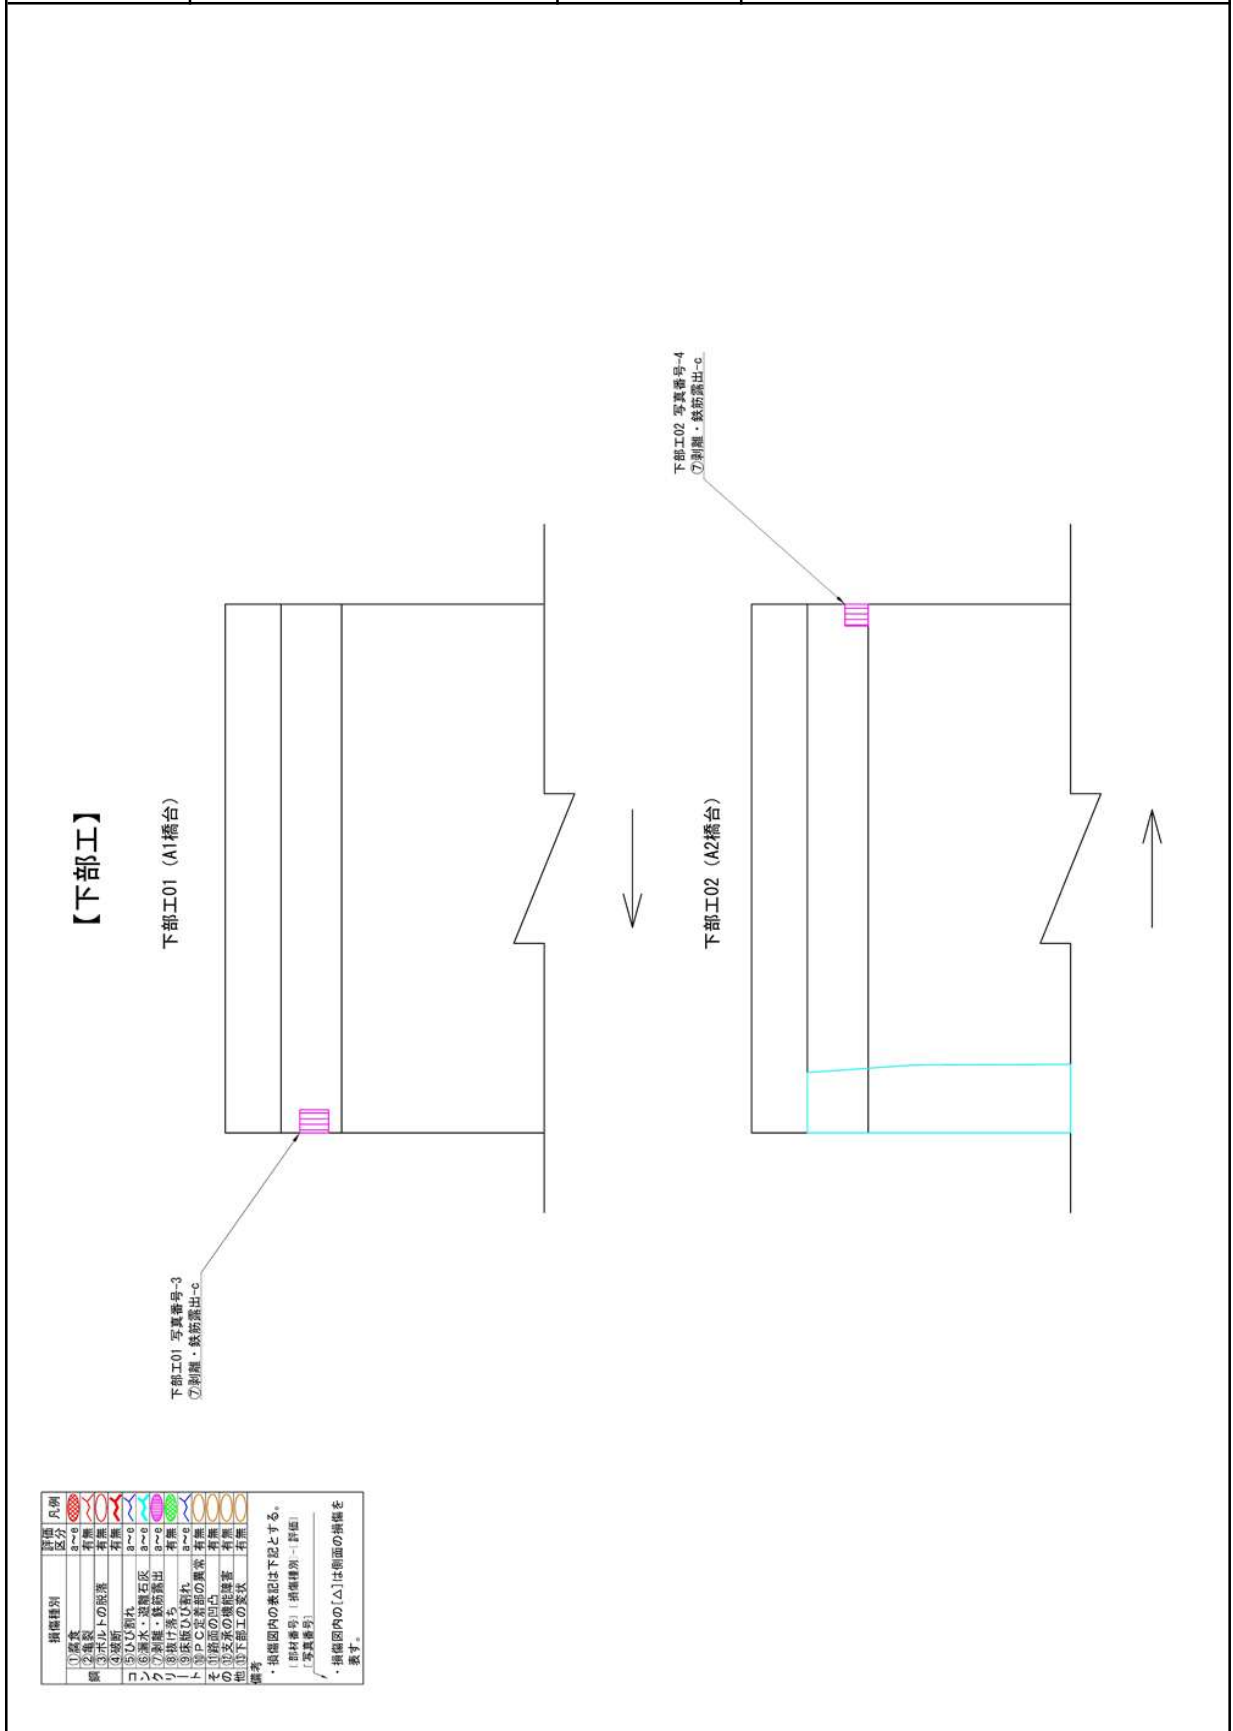 【下部工】
下部工01（A1橋台）
下部工01 写真番号-3
⑦剥離・鉄筋露出-c
下部工02（A2橋台）
下部工02 写真番号-4
⑦剥離・鉄筋露出-c
損傷種別 評価区分 凡例
鋼
①腐食 a～e
②亀裂 有無
③ボルトの脱落 有無
④破断 有無
コンクリート
⑤ひび割れ a～e
⑥漏水・遊離石灰 a～e
⑦剥離・鉄筋露出 a～e
⑧抜け落ち 有無
⑨床版ひび割れ a～e
⑩PC定着部の異常 有無
その他
⑪路面の凹凸 有無
⑫支承の機能障害 有無
⑬下部工の変状 有無
備考
・損傷図内の表記は下記とする。
[部材番号] [損傷種別]-[評価]
[写真番号]
・損傷図内の[△]は側面の損傷を
表す。